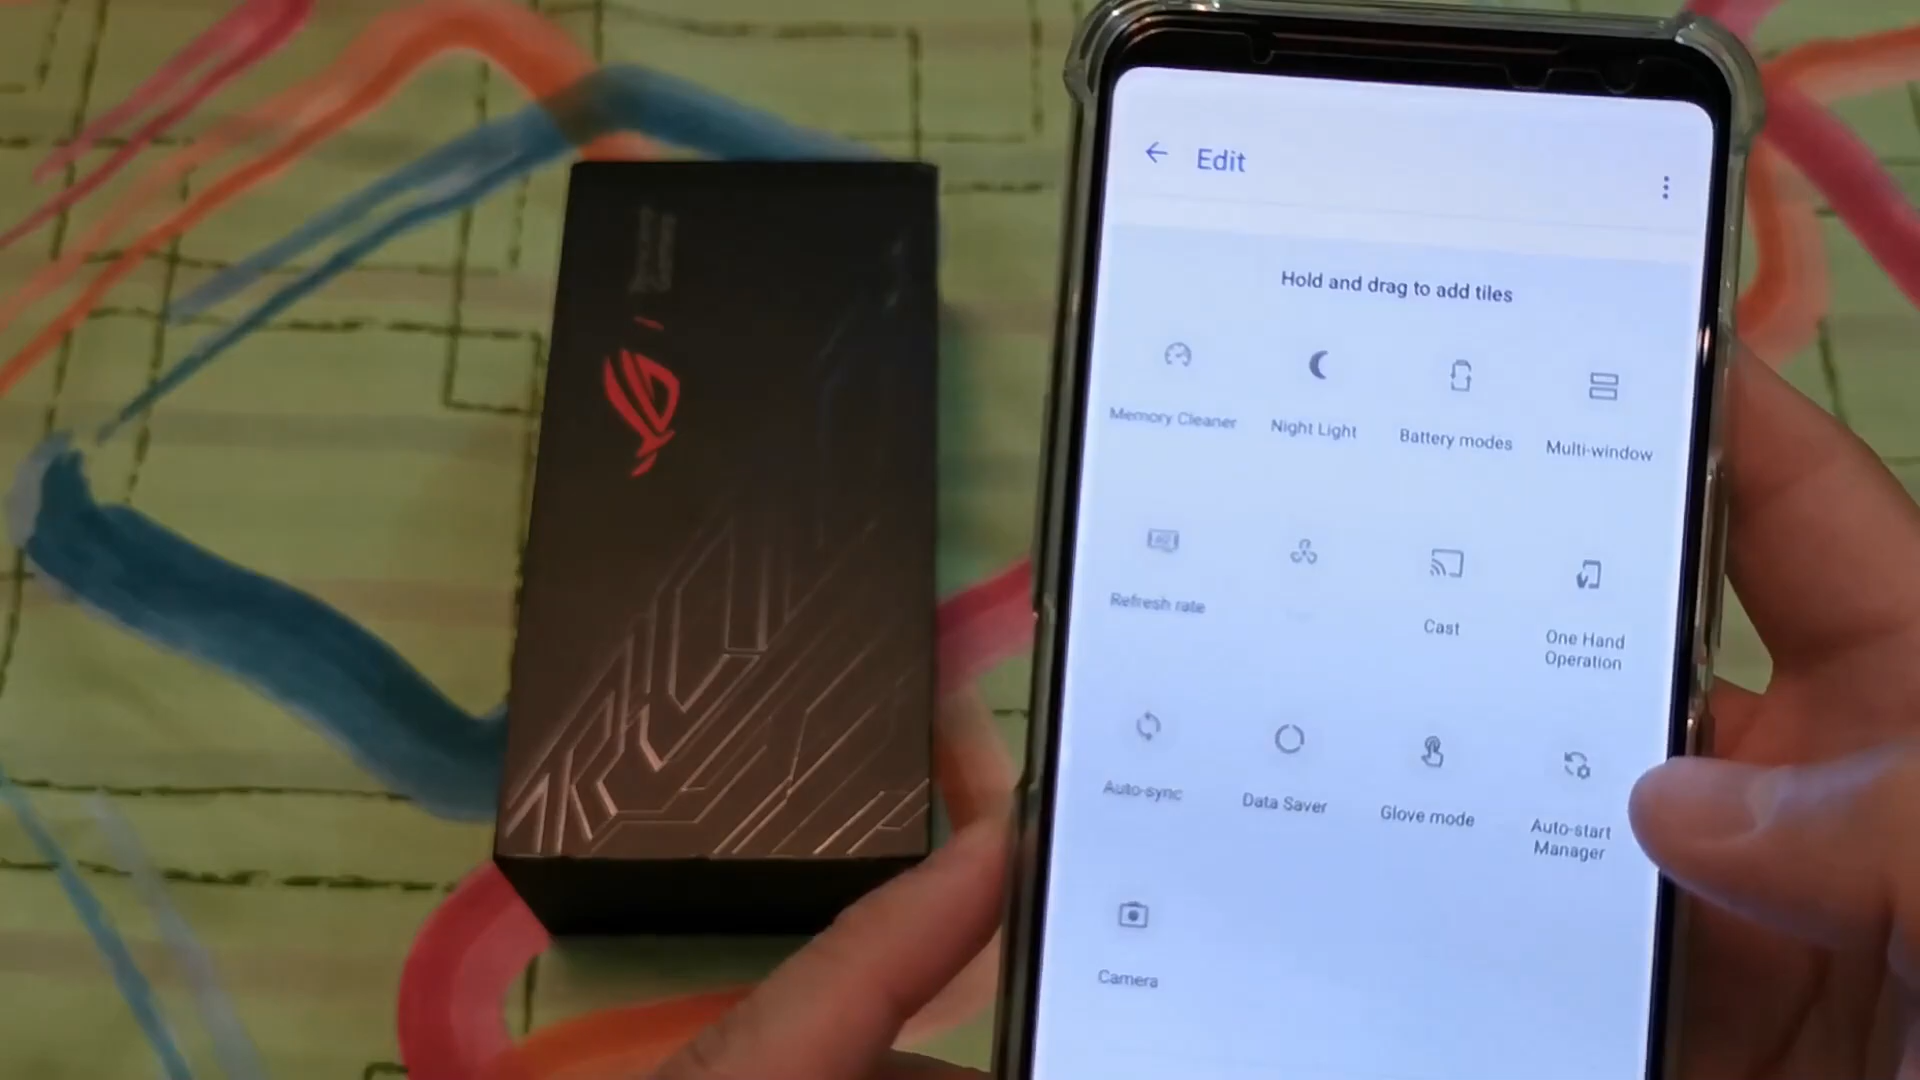 Edit
Hold and drag to add tiles
Memory Cleaner
Night Light
Battery modes
Multi-window
Refresh rate
Cast
One Hand
Operation
Auto-sync
Data Saver
Glove mode
Auto-start
Manager
Camera